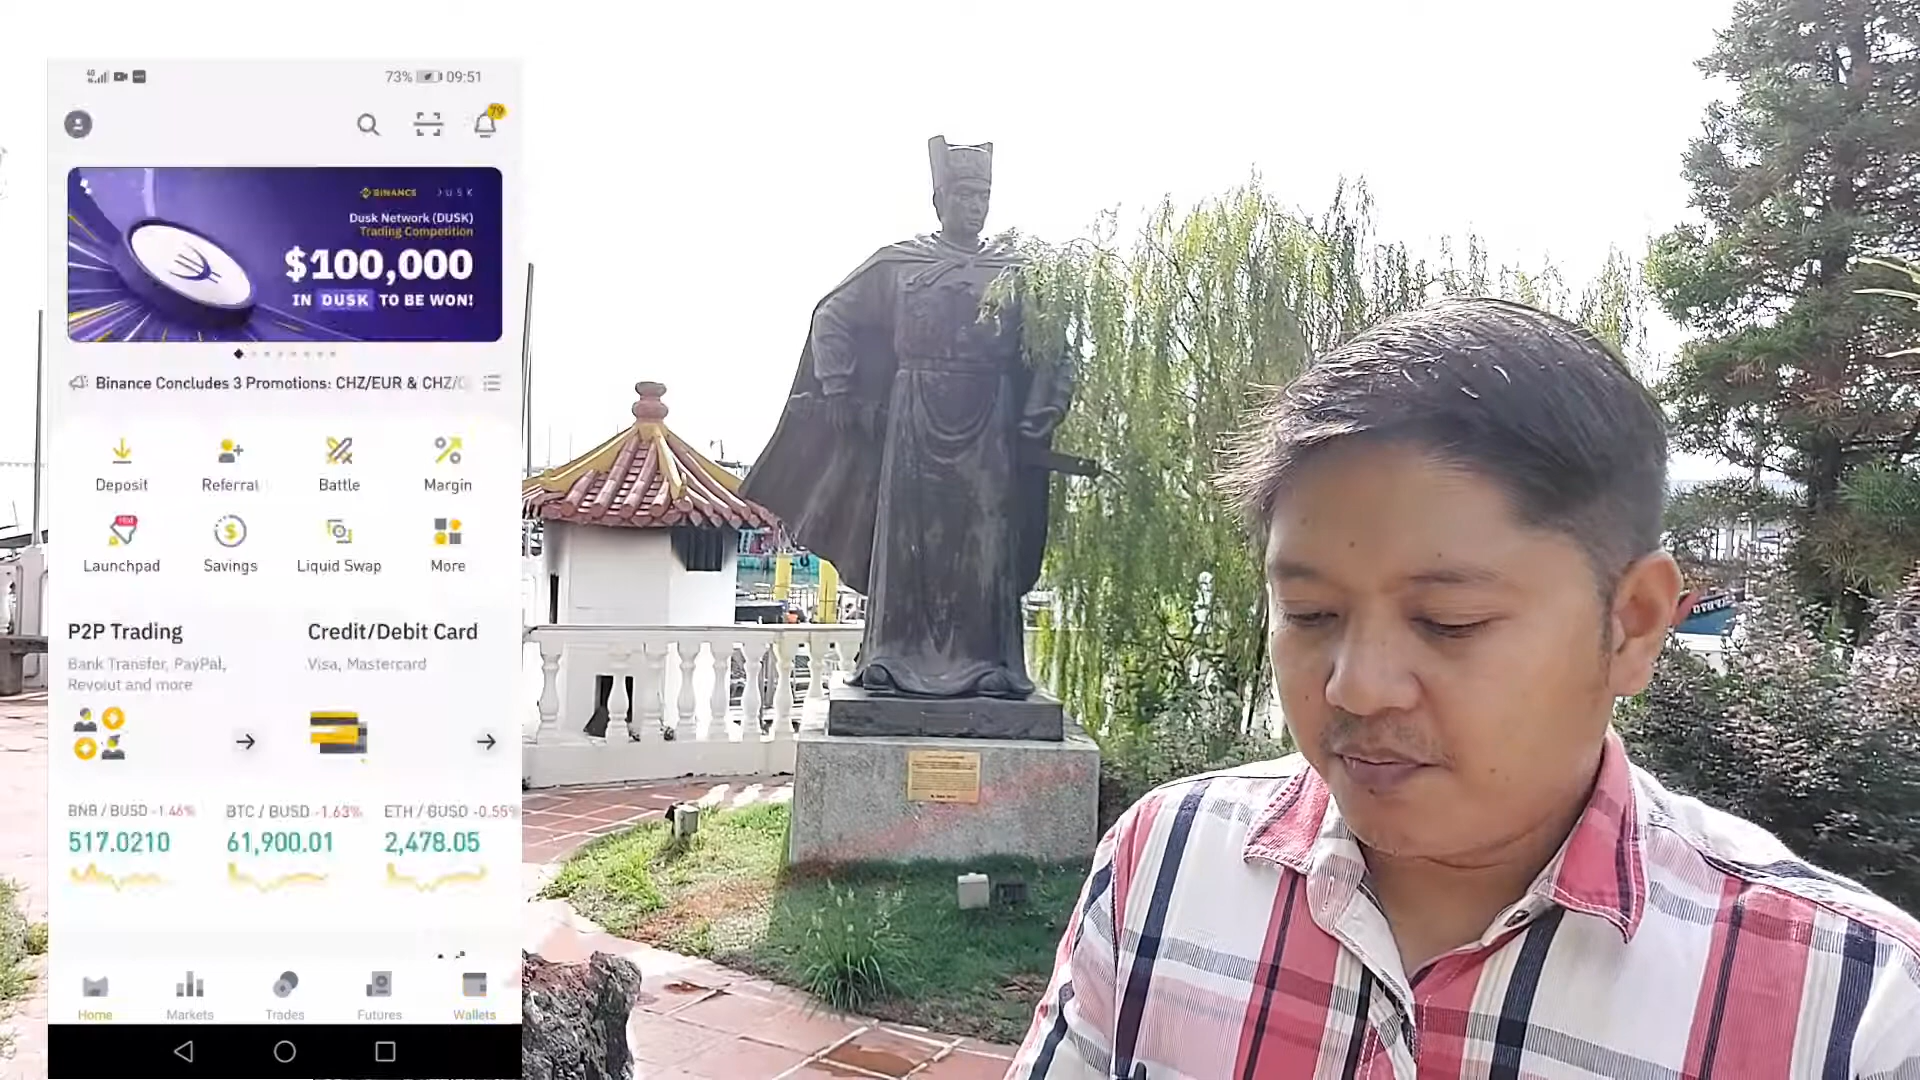 4G
73% 09:51
79
BINANCE DUSK
Dusk Network (DUSK)
Trading Competition
$100,000
IN DUSK TO BE WON!
Binance Concludes 3 Promotions: CHZ/EUR & CHZ/
Deposit Referral Battle Margin
Hot
Launchpad Savings Liquid Swap More
P2P Trading
Bank Transfer, PayPal,
Revolut and more
Credit/Debit Card
Visa, Mastercard
BNB / BUSD -1.46% BTC / BUSD -1.63% ETH / BUSD -0.55%
517.0210 61,900.01 2,478.05
Home Markets Trades Futures Wallets